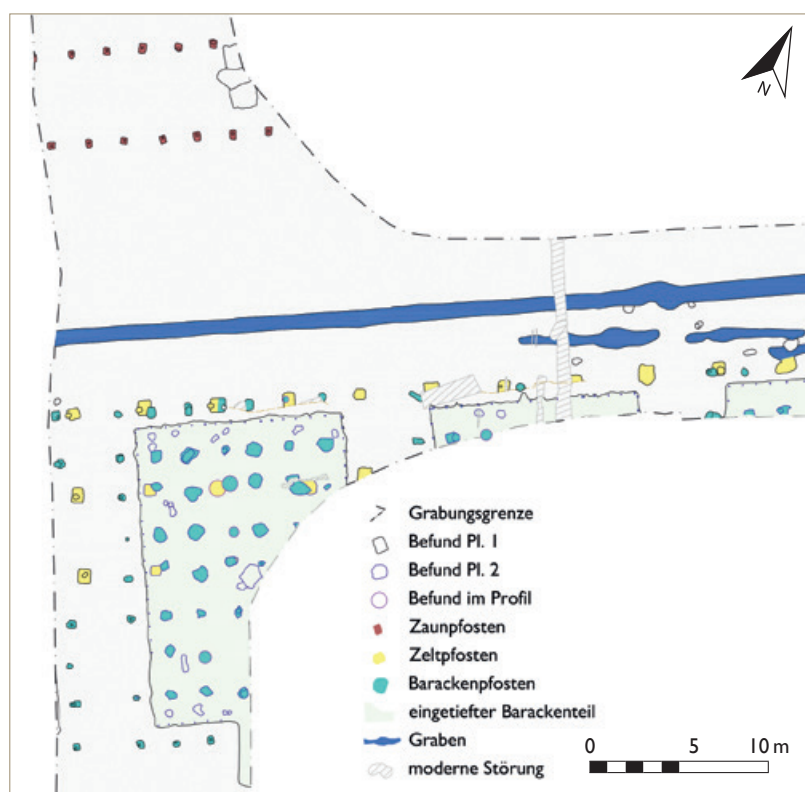 N
Grabungsgrenze
Befund Pl. 1
Befund Pl. 2
Befund im Profil
Zaunpfosten
Zeltpfosten
Barackenpfosten
eingetiefter Barackenteil
Graben
moderne Störung
0 5 10 m